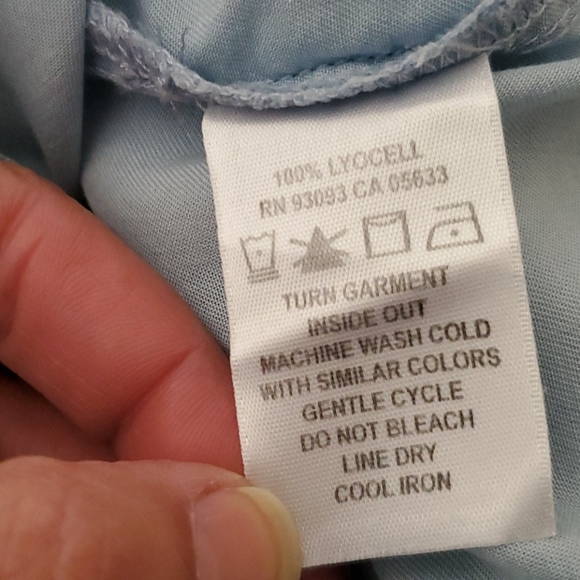 100% LYOCELL
RN 93093 CA 05633
TURN GARMENT
INSIDE OUT
MACHINE WASH COLD
WITH SIMILAR COLORS
GENTLE CYCLE
DO NOT BLEACH
LINE DRY
COOL IRON